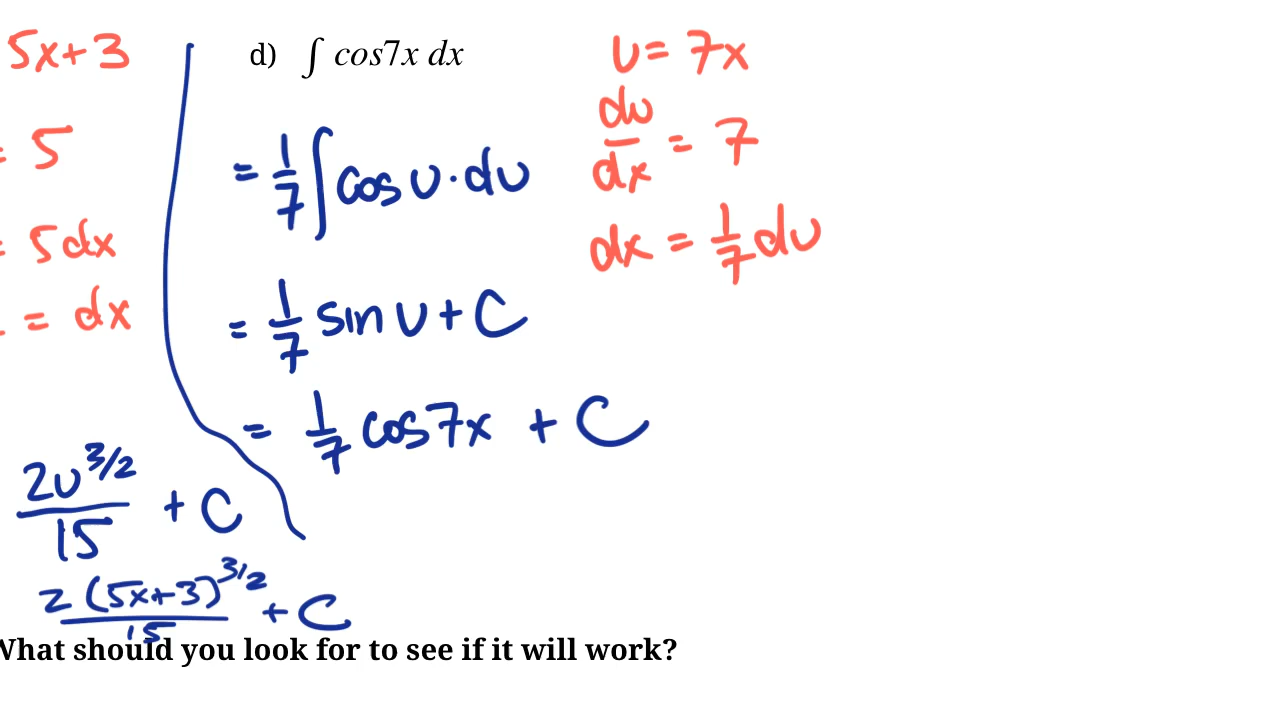 5x+3
= 5
= 5dx
= dx
2u^3/2 / 15 + C
2(5x+3)^3/2 / 15 + C
d) ∫ cos7x dx
= 1/7 ∫ cos u · du
= 1/7 sin u + C
= 1/7 cos7x + C
u = 7x
du/dx = 7
dx = 1/7 du
What should you look for to see if it will work?